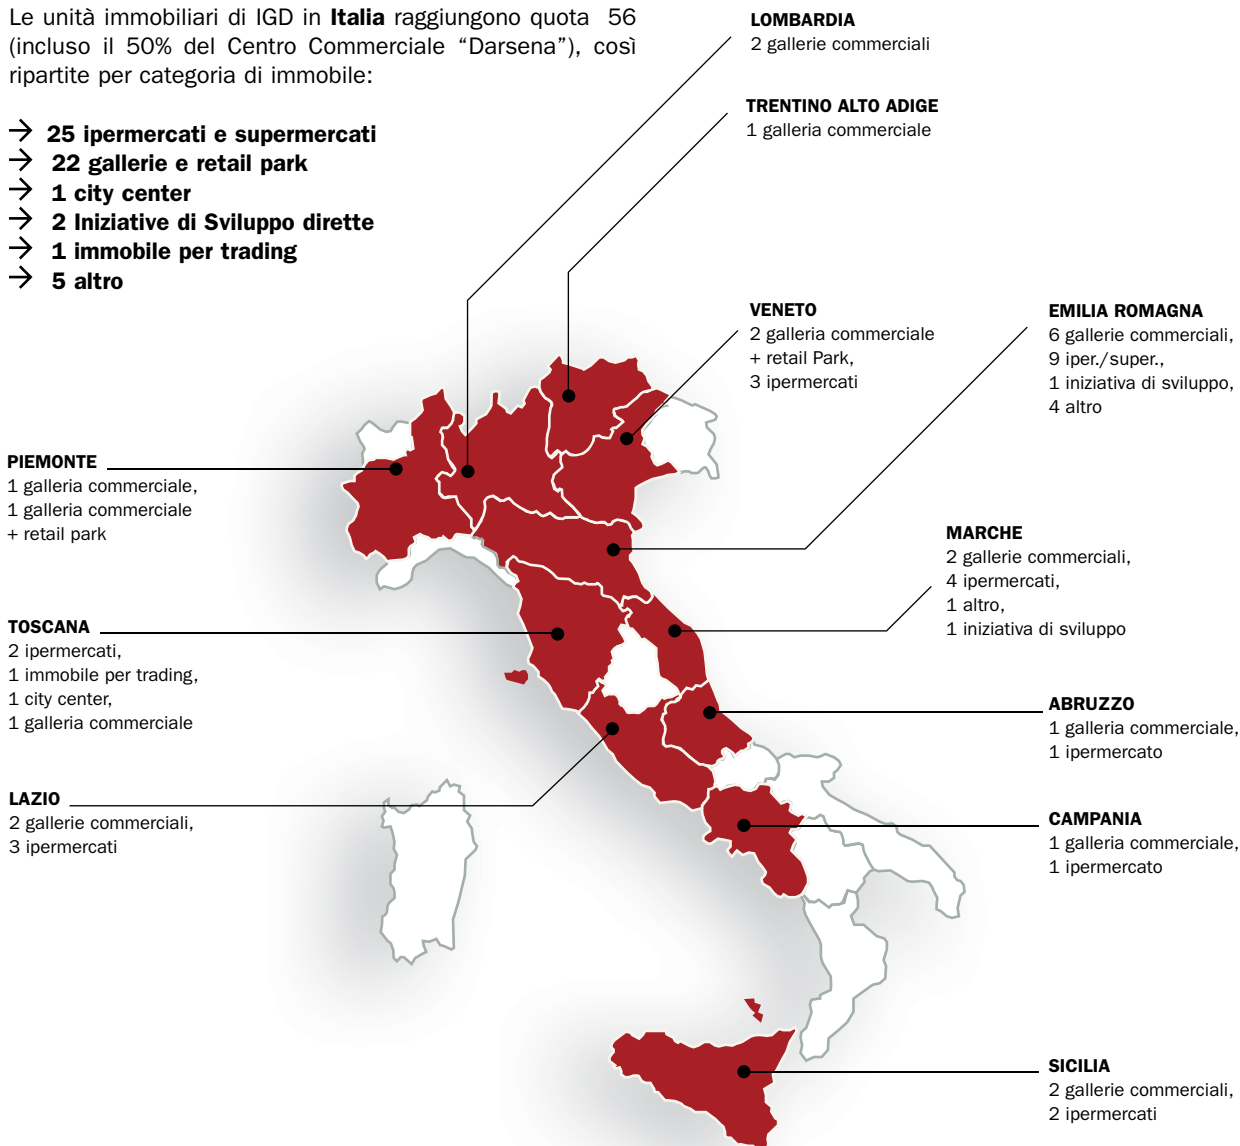 Le unità immobiliari di IGD in Italia raggiungono quota 56
(incluso il 50% del Centro Commerciale “Darsena”), così
ripartite per categoria di immobile:
→ 25 ipermercati e supermercati
→ 22 gallerie e retail park
→ 1 city center
→ 2 Iniziative di Sviluppo dirette
→ 1 immobile per trading
→ 5 altro
LOMBARDIA
2 gallerie commerciali
TRENTINO ALTO ADIGE
1 galleria commerciale
VENETO
2 galleria commerciale
+ retail Park,
3 ipermercati
EMILIA ROMAGNA
6 gallerie commerciali,
9 iper./super.,
1 iniziativa di sviluppo,
4 altro
PIEMONTE
1 galleria commerciale,
1 galleria commerciale
+ retail park
MARCHE
2 gallerie commerciali,
4 ipermercati,
1 altro,
1 iniziativa di sviluppo
TOSCANA
2 ipermercati,
1 immobile per trading,
1 city center,
1 galleria commerciale
ABRUZZO
1 galleria commerciale,
1 ipermercato
LAZIO
2 gallerie commerciali,
3 ipermercati
CAMPANIA
1 galleria commerciale,
1 ipermercato
SICILIA
2 gallerie commerciali,
2 ipermercati